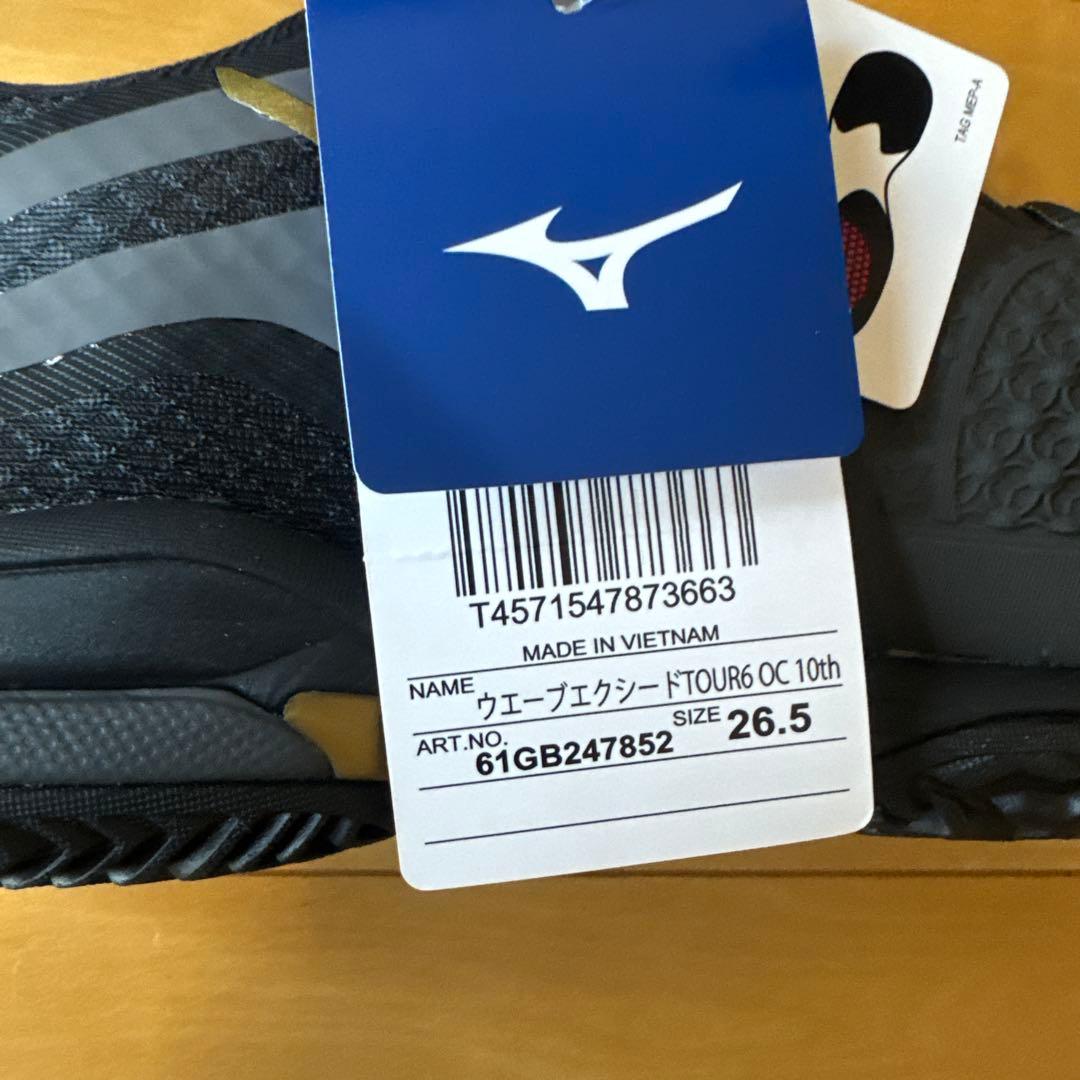 TAG MEP-A
T4571547873663
MADE IN VIETNAM
NAME ウエーブエクシードTOUR6 OC 10th
ART.NO. 61GB247852 SIZE 26.5